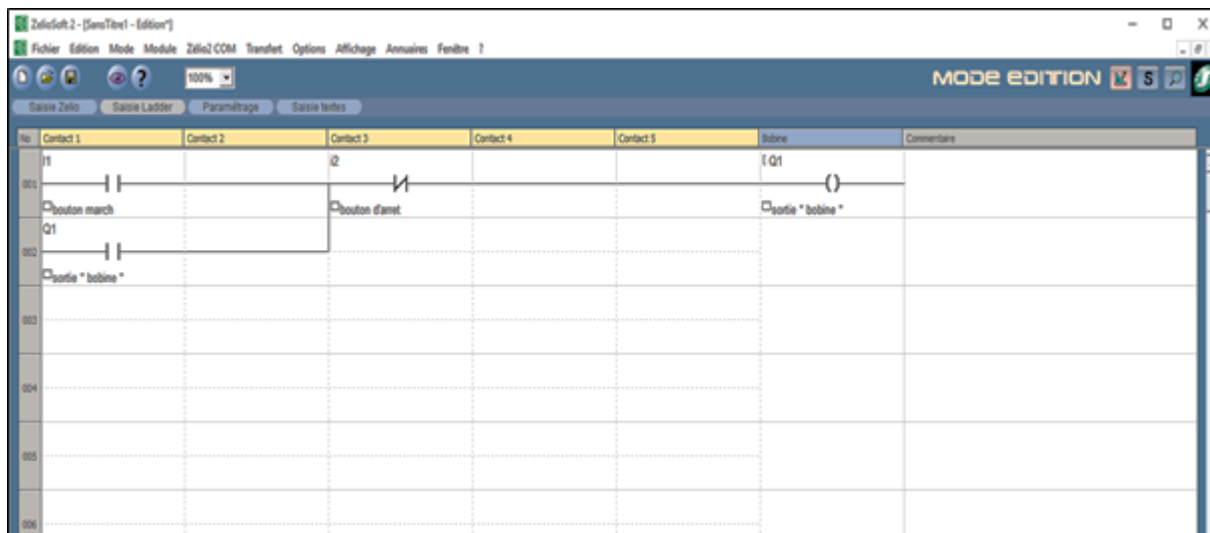 ZelioSoft 2 - [SansTitre1 - Edition*]
Fichier Edition Mode Module Zélio2 COM Transfert Options Affichage Annuaires Fenêtre ?
? 100% MODE EDITION S
Saisie Zelio Saisie Ladder Paramétrage Saisie textes
No Contact 1 Contact 2 Contact 3 Contact 4 Contact 5 Bobine Commentaire
I1 i2 [ Q1
001
bouton march bouton d'arret sortie " bobine "
Q1
002
sortie " bobine "
003
004
005
006